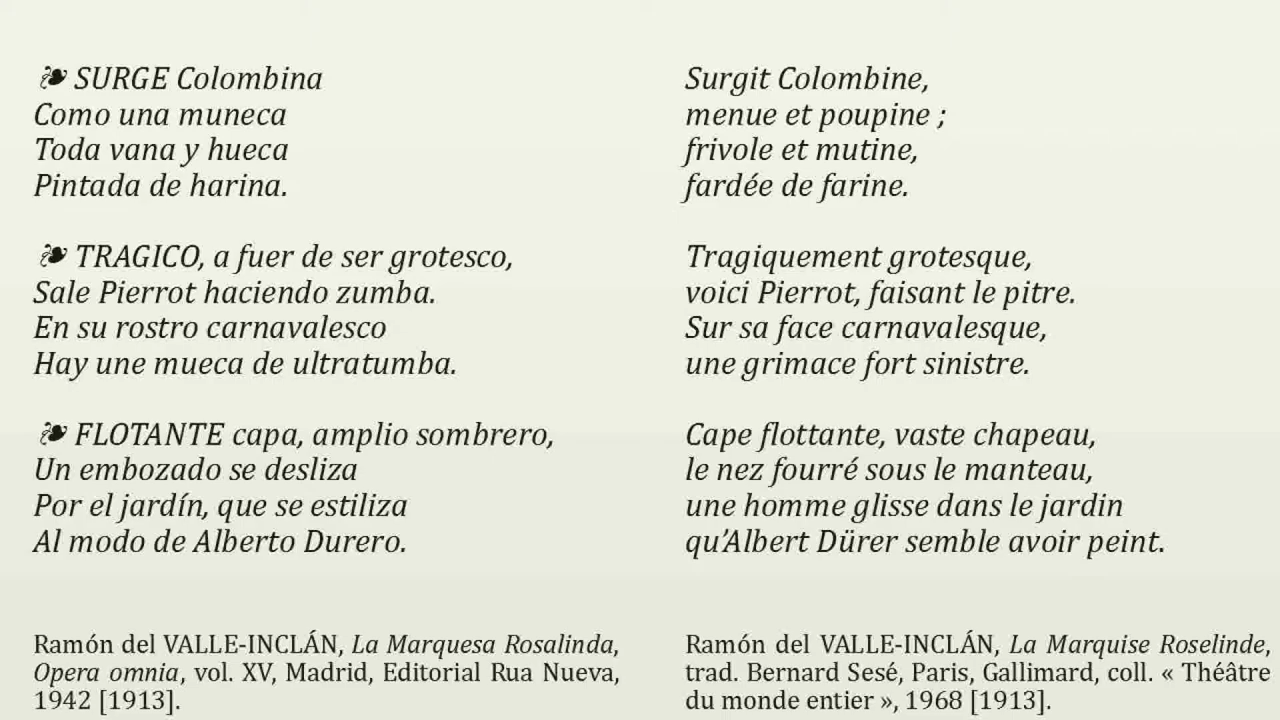 ❧ SURGE Colombina
Como una muneca
Toda vana y hueca
Pintada de harina.
❧ TRAGICO, a fuer de ser grotesco,
Sale Pierrot haciendo zumba.
En su rostro carnavalesco
Hay une mueca de ultratumba.
❧ FLOTANTE capa, amplio sombrero,
Un embozado se desliza
Por el jardín, que se estiliza
Al modo de Alberto Durero.
Ramón del VALLE-INCLÁN, La Marquesa Rosalinda,
Opera omnia, vol. XV, Madrid, Editorial Rua Nueva,
1942 [1913].
Surgit Colombine,
menue et poupine ;
frivole et mutine,
fardée de farine.
Tragiquement grotesque,
voici Pierrot, faisant le pitre.
Sur sa face carnavalesque,
une grimace fort sinistre.
Cape flottante, vaste chapeau,
le nez fourré sous le manteau,
une homme glisse dans le jardin
qu’Albert Dürer semble avoir peint.
Ramón del VALLE-INCLÁN, La Marquise Roselinde,
trad. Bernard Sesé, Paris, Gallimard, coll. « Théâtre
du monde entier », 1968 [1913].